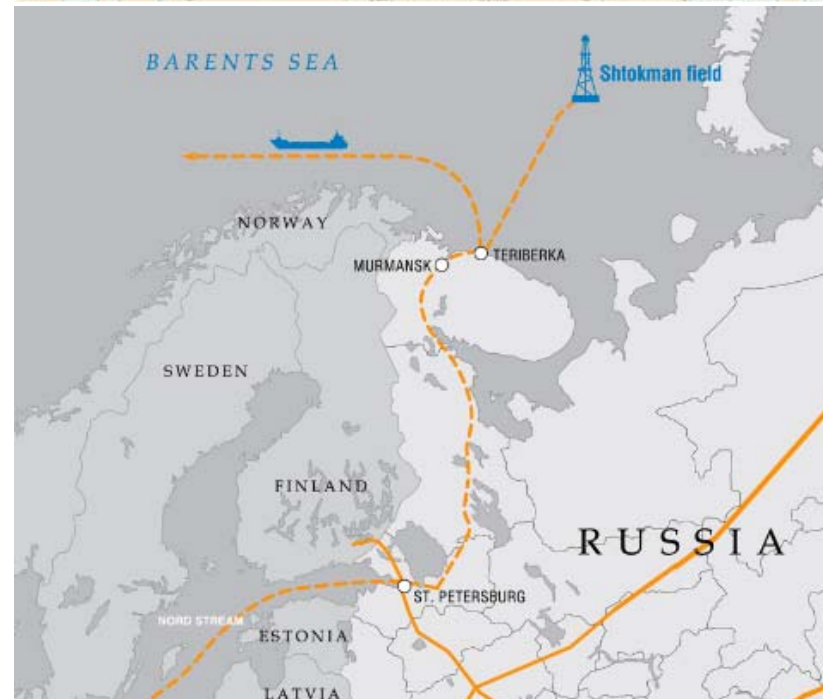 BARENTS SEA
Shtokman field
NORWAY
TERIBERKA
MURMANSK
SWEDEN
FINLAND
RUSSIA
ST. PETERSBURG
NORD STREAM
ESTONIA
LATVIA